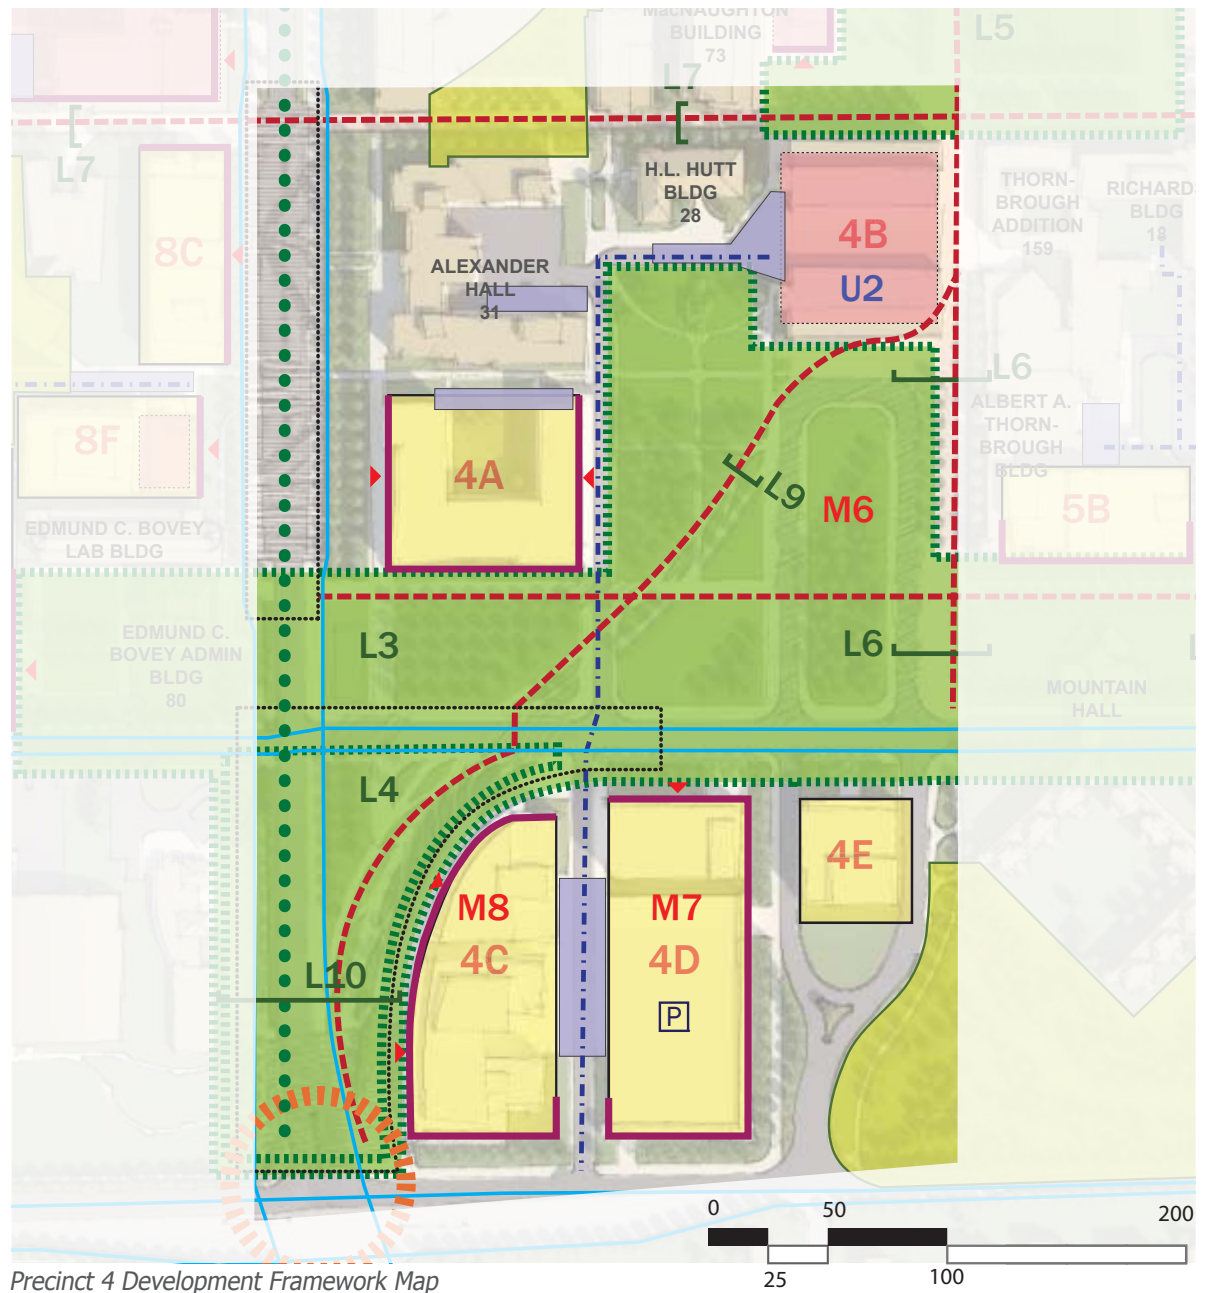 MacNAUGHTON
BUILDING
73
L5
L7
L7
H.L. HUTT
BLDG
28
THORN-
BROUGH
ADDITION
159
RICHARD
BLDG
18
8C
4B
U2
ALEXANDER
HALL
31
L6
ALBERT A.
THORN-
BROUGH
BLDG
8F
4A
L9
M6
5B
EDMUND C. BOVEY
LAB BLDG
EDMUND C.
BOVEY ADMIN
BLDG
80
L3
L6
L
MOUNTAIN
HALL
L4
4E
M8
4C
M7
4D
L10
P
0
50
200
25
100
Precinct 4 Development Framework Map